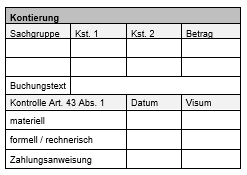 Kontierung
Sachgruppe Kst. 1 Kst. 2 Betrag
Buchungstext
Kontrolle Art. 43 Abs. 1 Datum Visum
materiell
formell / rechnerisch
Zahlungsanweisung